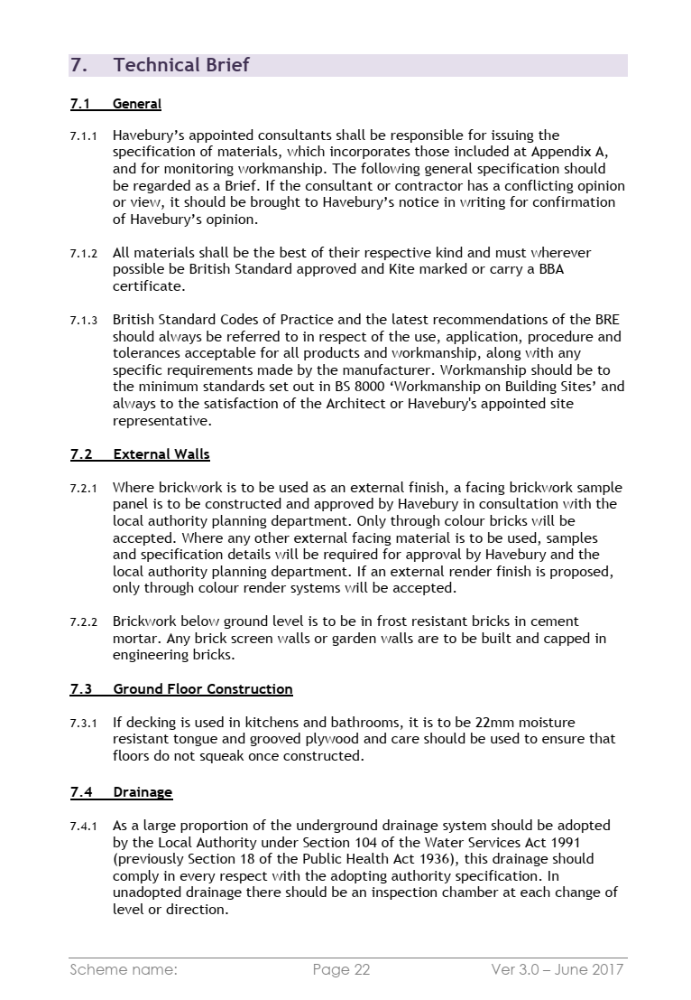 7. Technical Brief
7.1 General
7.1.1 Havebury’s appointed consultants shall be responsible for issuing the
specification of materials, which incorporates those included at Appendix A,
and for monitoring workmanship. The following general specification should
be regarded as a Brief. If the consultant or contractor has a conflicting opinion
or view, it should be brought to Havebury’s notice in writing for confirmation
of Havebury’s opinion.
7.1.2 All materials shall be the best of their respective kind and must wherever
possible be British Standard approved and Kite marked or carry a BBA
certificate.
7.1.3 British Standard Codes of Practice and the latest recommendations of the BRE
should always be referred to in respect of the use, application, procedure and
tolerances acceptable for all products and workmanship, along with any
specific requirements made by the manufacturer. Workmanship should be to
the minimum standards set out in BS 8000 ‘Workmanship on Building Sites’ and
always to the satisfaction of the Architect or Havebury's appointed site
representative.
7.2 External Walls
7.2.1 Where brickwork is to be used as an external finish, a facing brickwork sample
panel is to be constructed and approved by Havebury in consultation with the
local authority planning department. Only through colour bricks will be
accepted. Where any other external facing material is to be used, samples
and specification details will be required for approval by Havebury and the
local authority planning department. If an external render finish is proposed,
only through colour render systems will be accepted.
7.2.2 Brickwork below ground level is to be in frost resistant bricks in cement
mortar. Any brick screen walls or garden walls are to be built and capped in
engineering bricks.
7.3 Ground Floor Construction
7.3.1 If decking is used in kitchens and bathrooms, it is to be 22mm moisture
resistant tongue and grooved plywood and care should be used to ensure that
floors do not squeak once constructed.
7.4 Drainage
7.4.1 As a large proportion of the underground drainage system should be adopted
by the Local Authority under Section 104 of the Water Services Act 1991
(previously Section 18 of the Public Health Act 1936), this drainage should
comply in every respect with the adopting authority specification. In
unadopted drainage there should be an inspection chamber at each change of
level or direction.
Scheme name: Page 22 Ver 3.0 – June 2017